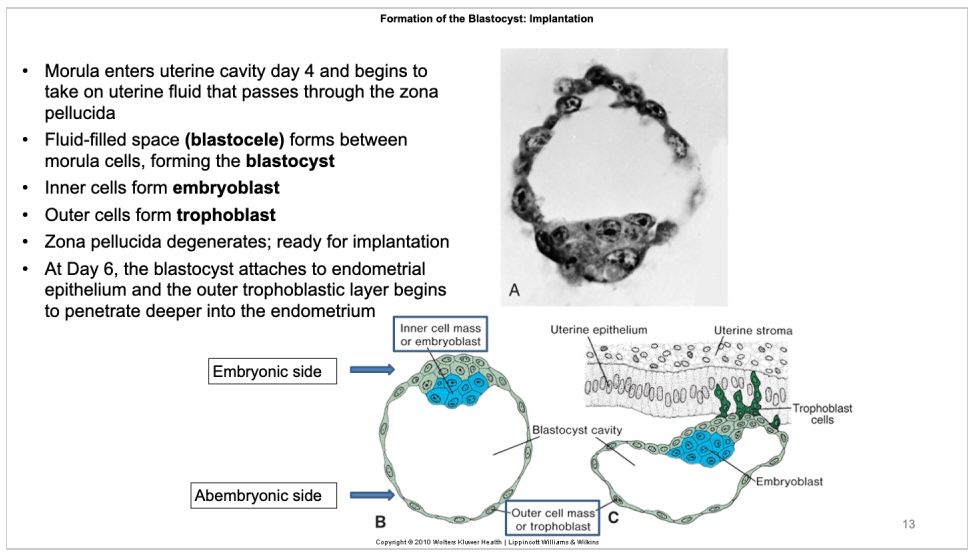 Formation of the Blastocyst: Implantation
• Morula enters uterine cavity day 4 and begins to
take on uterine fluid that passes through the zona
pellucida
• Fluid-filled space (blastocele) forms between
morula cells, forming the blastocyst
• Inner cells form embryoblast
• Outer cells form trophoblast
• Zona pellucida degenerates; ready for implantation
• At Day 6, the blastocyst attaches to endometrial
epithelium and the outer trophoblastic layer begins
to penetrate deeper into the endometrium
A
Inner cell mass
or embryoblast
Uterine epithelium
Uterine stroma
Embryonic side
Trophoblast
cells
Blastocyst cavity
Embryoblast
Abembryonic side
Outer cell mass
or trophoblast
B
C
13
Copyright © 2010 Wolters Kluwer Health | Lippincott Williams & Wilkins